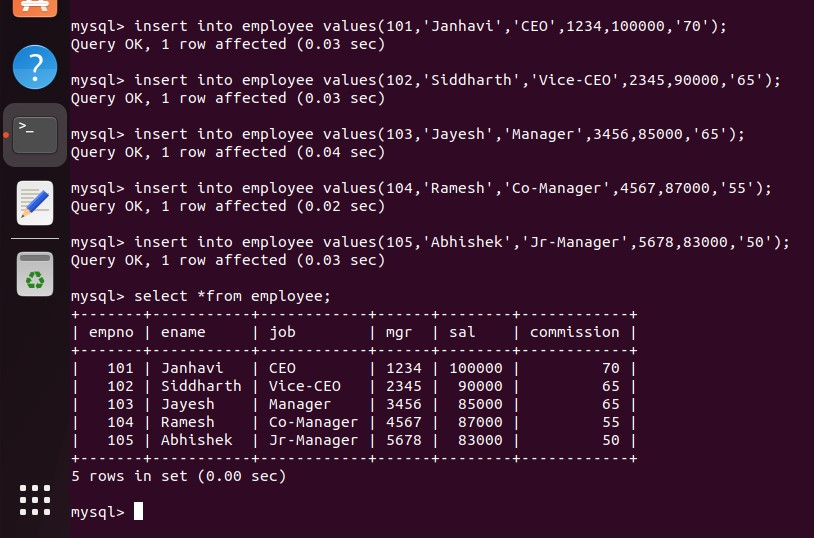 mysql> insert into employee values(101,'Janhavi','CEO',1234,100000,'70');
Query OK, 1 row affected (0.03 sec)
mysql> insert into employee values(102,'Siddharth','Vice-CEO',2345,90000,'65');
Query OK, 1 row affected (0.03 sec)
mysql> insert into employee values(103,'Jayesh','Manager',3456,85000,'65');
Query OK, 1 row affected (0.04 sec)
mysql> insert into employee values(104,'Ramesh','Co-Manager',4567,87000,'55');
Query OK, 1 row affected (0.02 sec)
mysql> insert into employee values(105,'Abhishek','Jr-Manager',5678,83000,'50');
Query OK, 1 row affected (0.03 sec)
mysql> select *from employee;
+-------+-----------+------------+------+--------+------------+
| empno | ename     | job        | mgr  | sal    | commission |
+-------+-----------+------------+------+--------+------------+
|   101 | Janhavi   | CEO        | 1234 | 100000 |         70 |
|   102 | Siddharth | Vice-CEO   | 2345 |  90000 |         65 |
|   103 | Jayesh    | Manager    | 3456 |  85000 |         65 |
|   104 | Ramesh    | Co-Manager | 4567 |  87000 |         55 |
|   105 | Abhishek  | Jr-Manager | 5678 |  83000 |         50 |
+-------+-----------+------------+------+--------+------------+
5 rows in set (0.00 sec)
mysql>